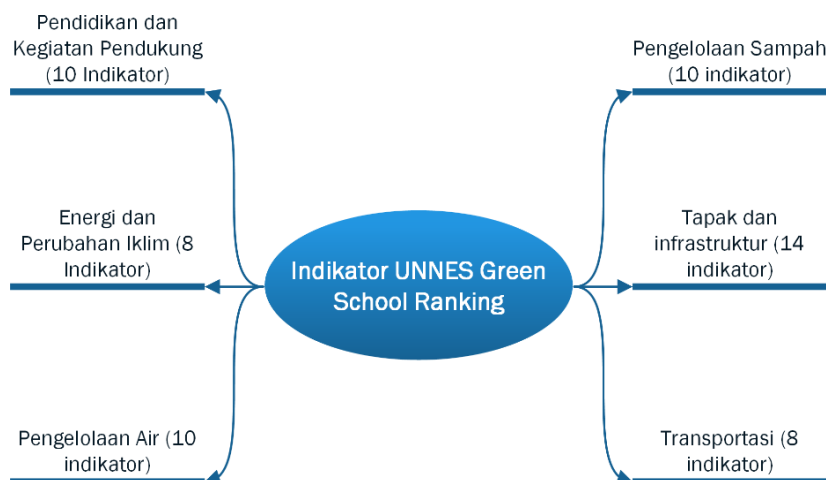 Pendidikan dan
Kegiatan Pendukung
(10 Indikator)
Pengelolaan Sampah
(10 indikator)
Energi dan
Perubahan Iklim (8
Indikator)
Indikator UNNES Green
School Ranking
Tapak dan
infrastruktur (14
indikator)
Pengelolaan Air (10
indikator)
Transportasi (8
indikator)